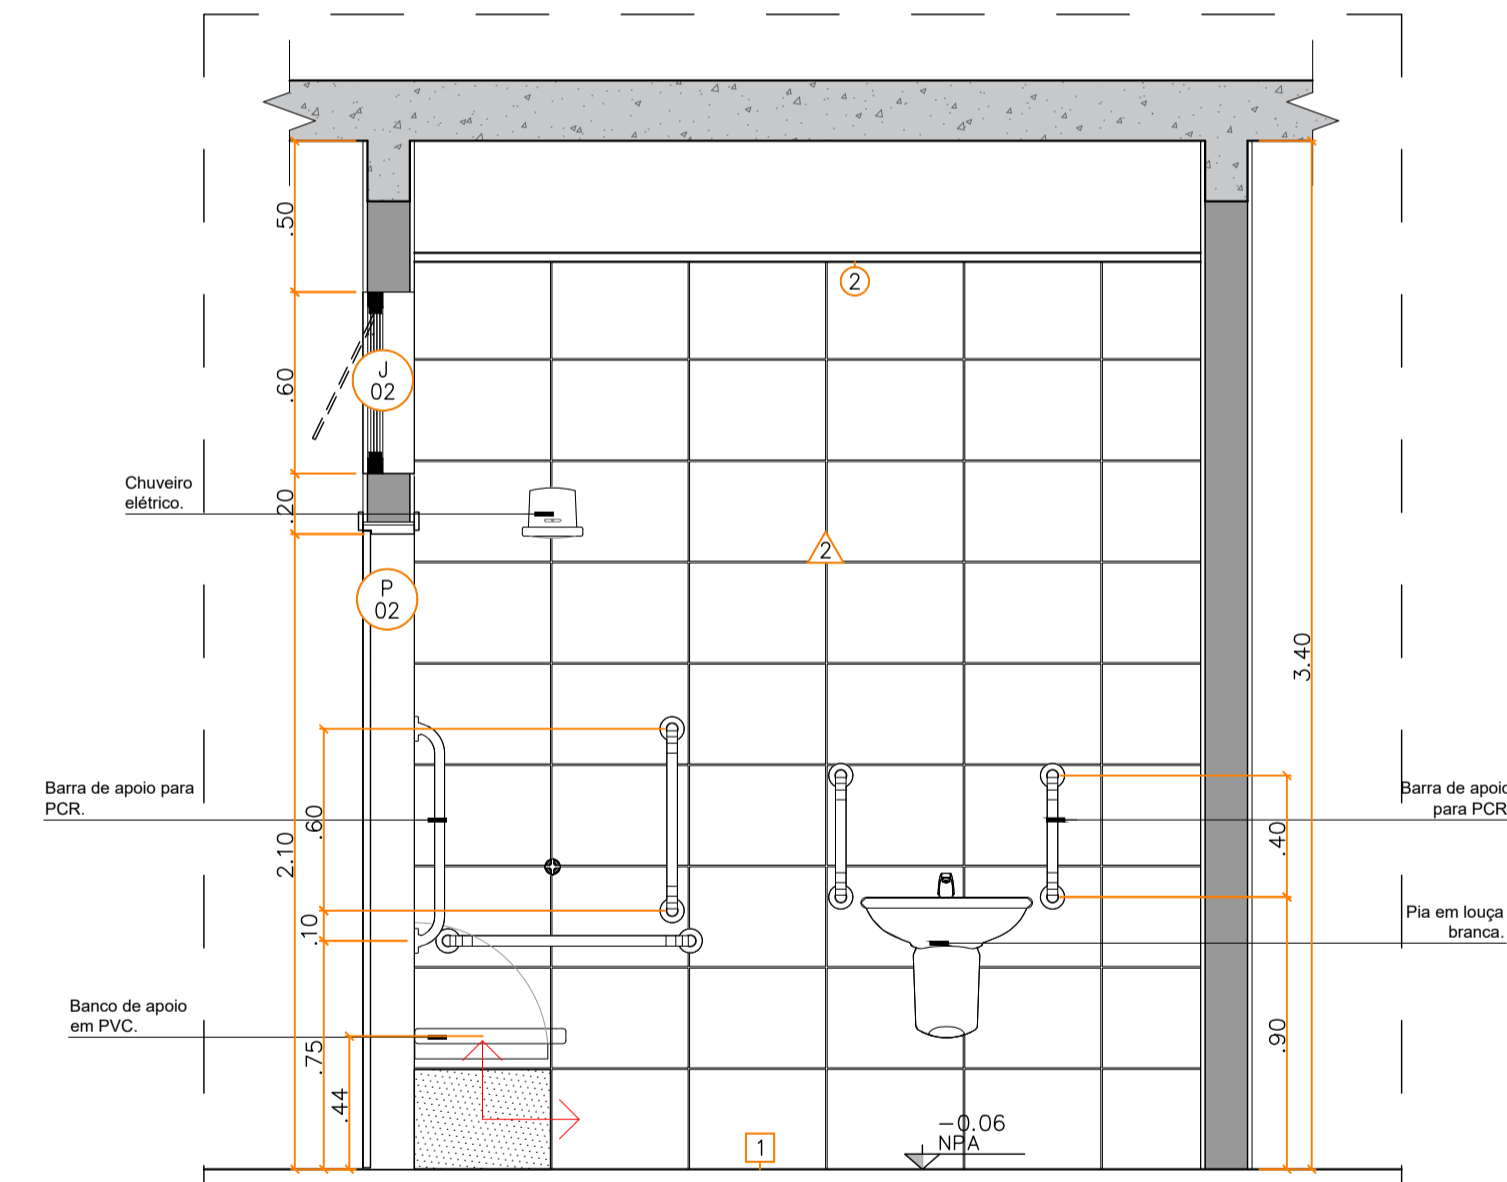 .50
2
.60
J
02
Chuveiro
elétrico.
.20
2
P
02
3.40
Barra de apoio para
PCR.
.60
2.10
.40
Barra de apoio
para PCR
.10
Pia em louça
branca.
Banco de apoio
em PVC.
.75
.44
.90
-0.06
NPA
1